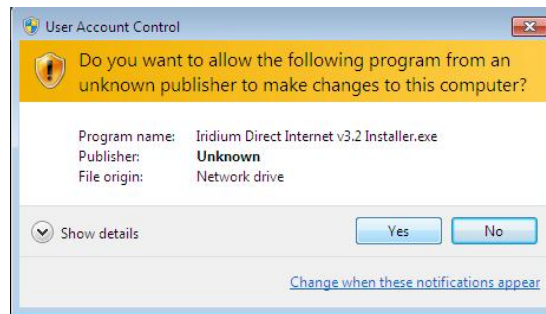 User Account Control
Do you want to allow the following program from an
unknown publisher to make changes to this computer?
Program name: Iridium Direct Internet v3.2 Installer.exe
Publisher: Unknown
File origin: Network drive
Show details
Yes No
Change when these notifications appear